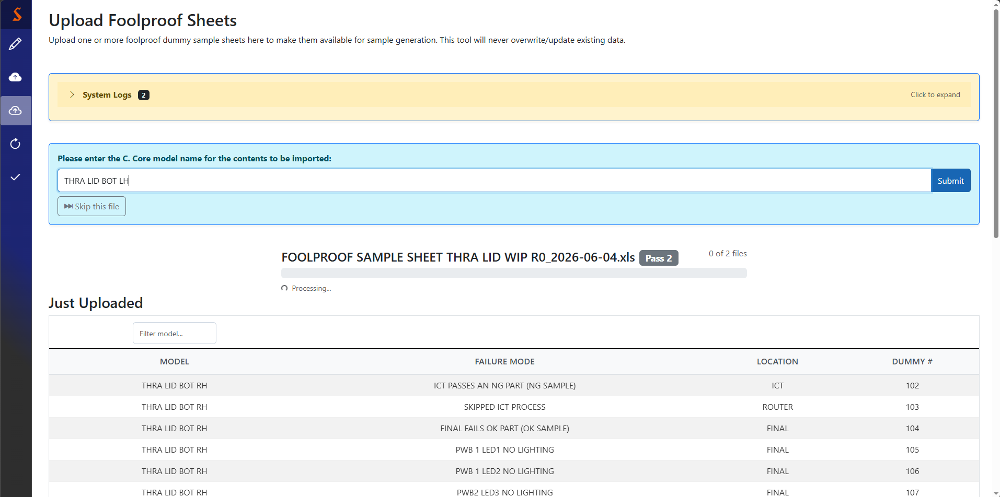 Upload Foolproof Sheets
Upload one or more foolproof dummy sample sheets here to make them available for sample generation. This tool will never overwrite/update existing data.
System Logs 2 Click to expand
Please enter the C. Core model name for the contents to be imported:
THRA LID BOT LH Submit
Skip this file
FOOLPROOF SAMPLE SHEET THRA LID WIP R0_2026-06-04.xls Pass 2 0 of 2 files
Processing...
Just Uploaded
Filter model...
MODEL FAILURE MODE LOCATION DUMMY #
THRA LID BOT RH ICT PASSES AN NG PART (NG SAMPLE) ICT 102
THRA LID BOT RH SKIPPED ICT PROCESS ROUTER 103
THRA LID BOT RH FINAL FAILS OK PART (OK SAMPLE) FINAL 104
THRA LID BOT RH PWB 1 LED1 NO LIGHTING FINAL 105
THRA LID BOT RH PWB 1 LED2 NO LIGHTING FINAL 106
THRA LID BOT RH PWB2 LED3 NO LIGHTING FINAL 107